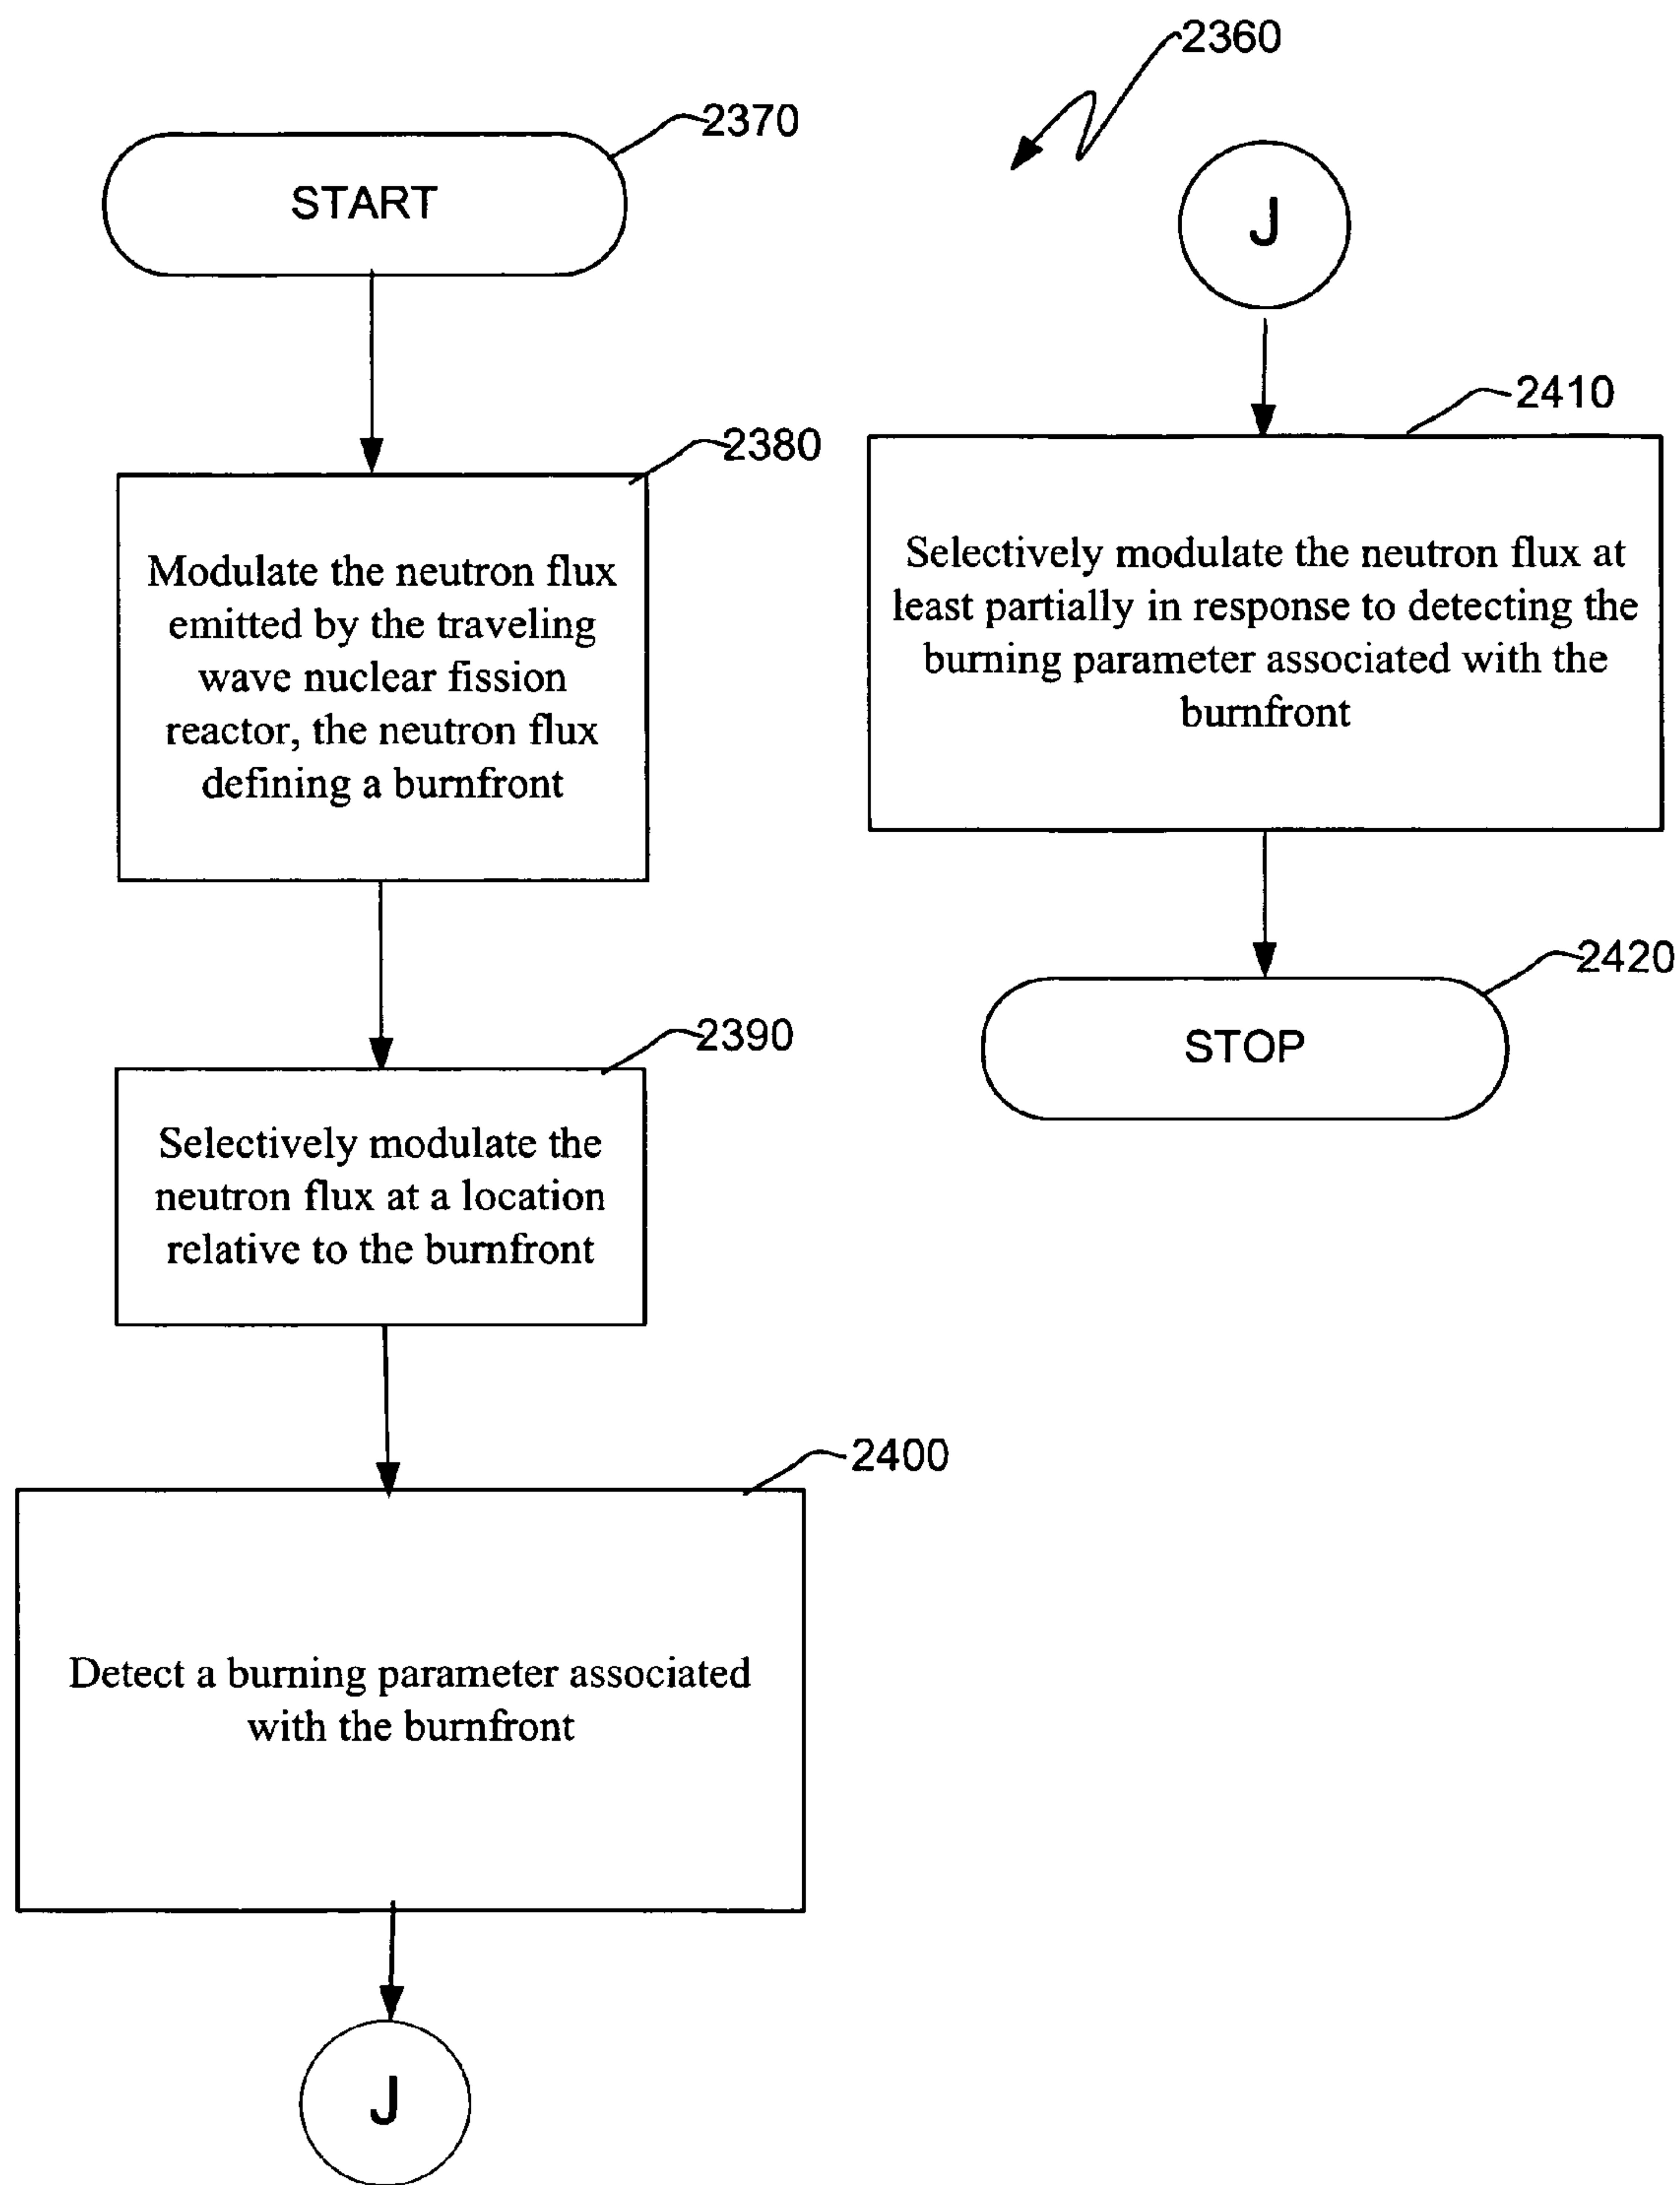 2360
2370
START
2380
Modulate the neutron flux
emitted by the traveling
wave nuclear fission
reactor, the neutron flux
defining a burnfront
2390
Selectively modulate the
neutron flux at a location
relative to the burnfront
2400
Detect a burning parameter associated
with the burnfront
J
J
2410
Selectively modulate the neutron flux at
least partially in response to detecting the
burning parameter associated with the
burnfront
2420
STOP